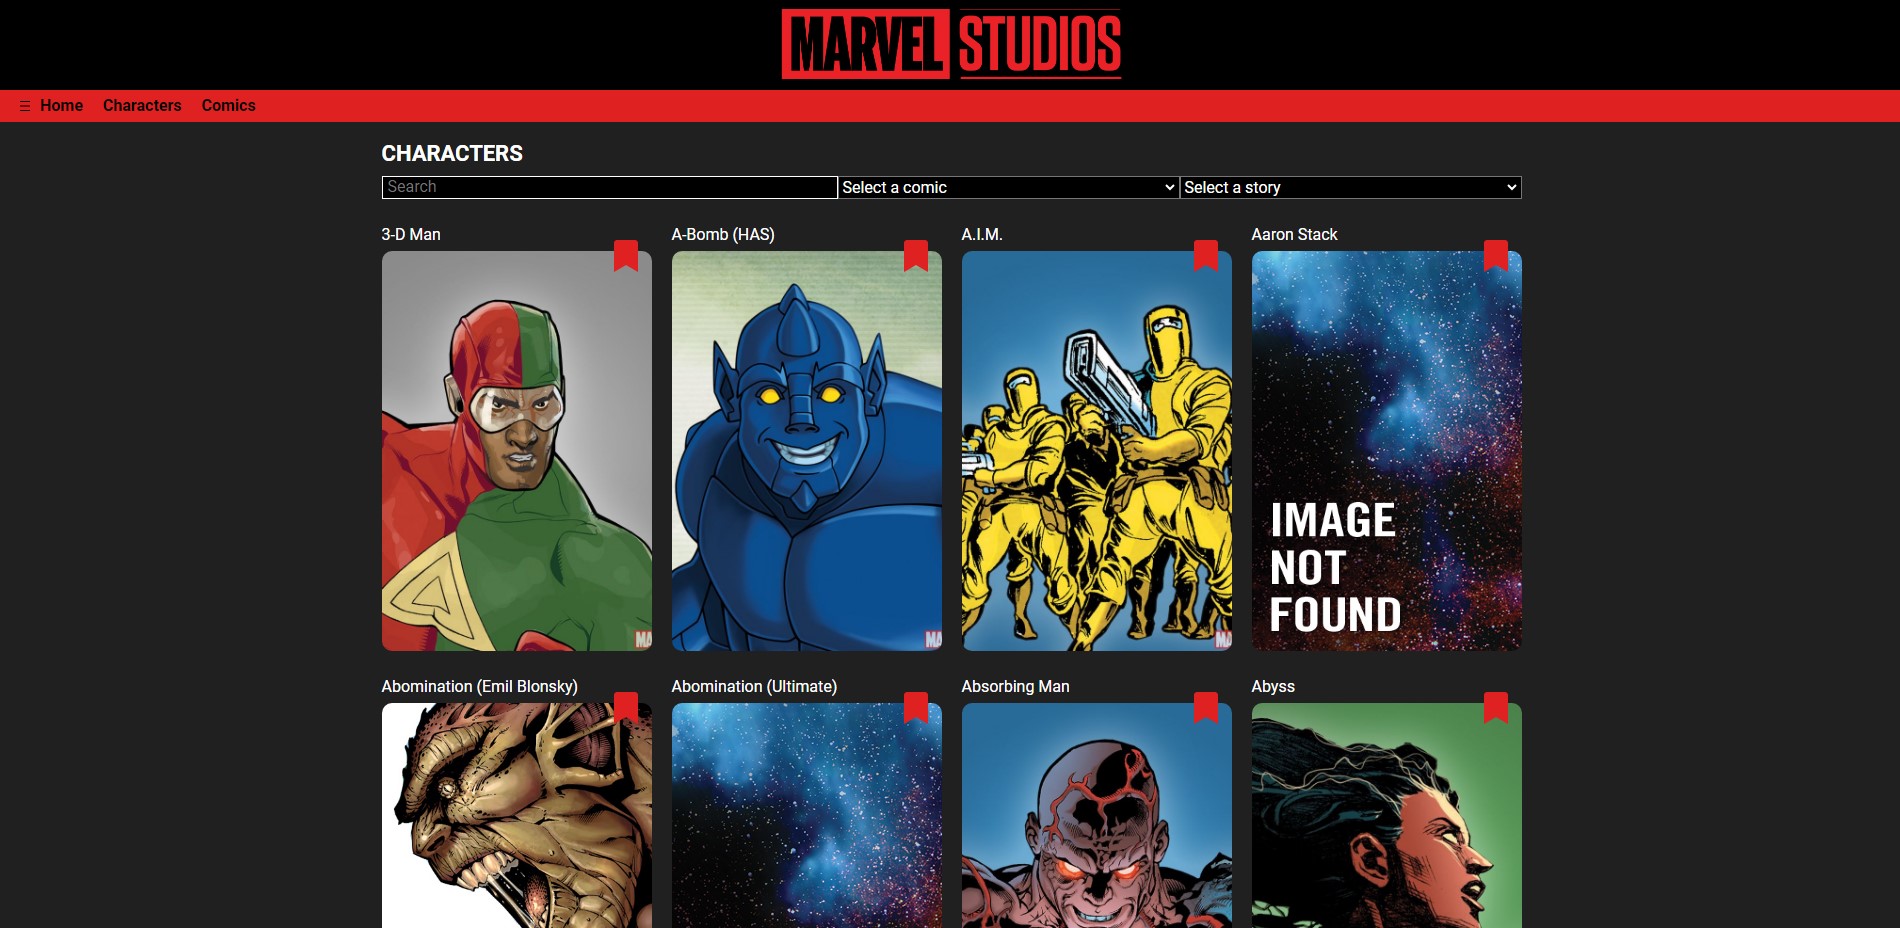 MARVEL STUDIOS
Home Characters Comics
CHARACTERS
Search Select a comic Select a story
3-D Man A-Bomb (HAS) A.I.M. Aaron Stack
IMAGE
NOT
FOUND
MA MA MA
Abomination (Emil Blonsky) Abomination (Ultimate) Absorbing Man Abyss